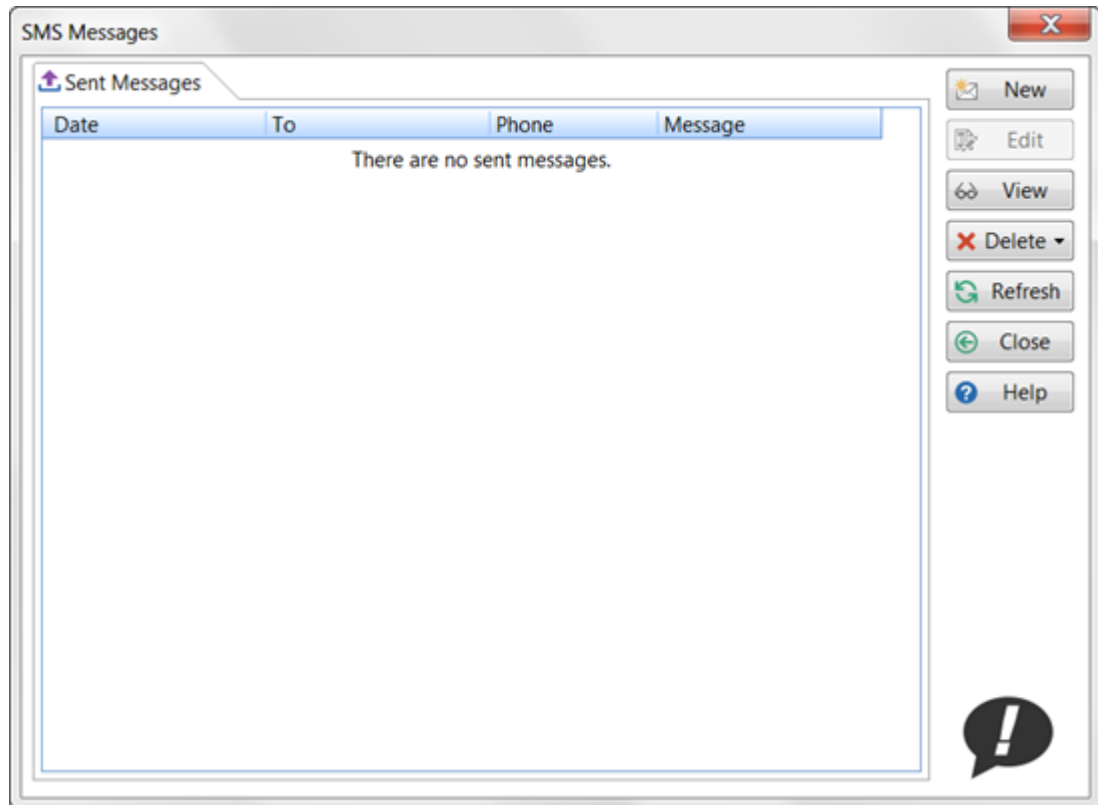 SMS Messages
Sent Messages
Date To Phone Message
There are no sent messages.
New
Edit
View
Delete
Refresh
Close
Help